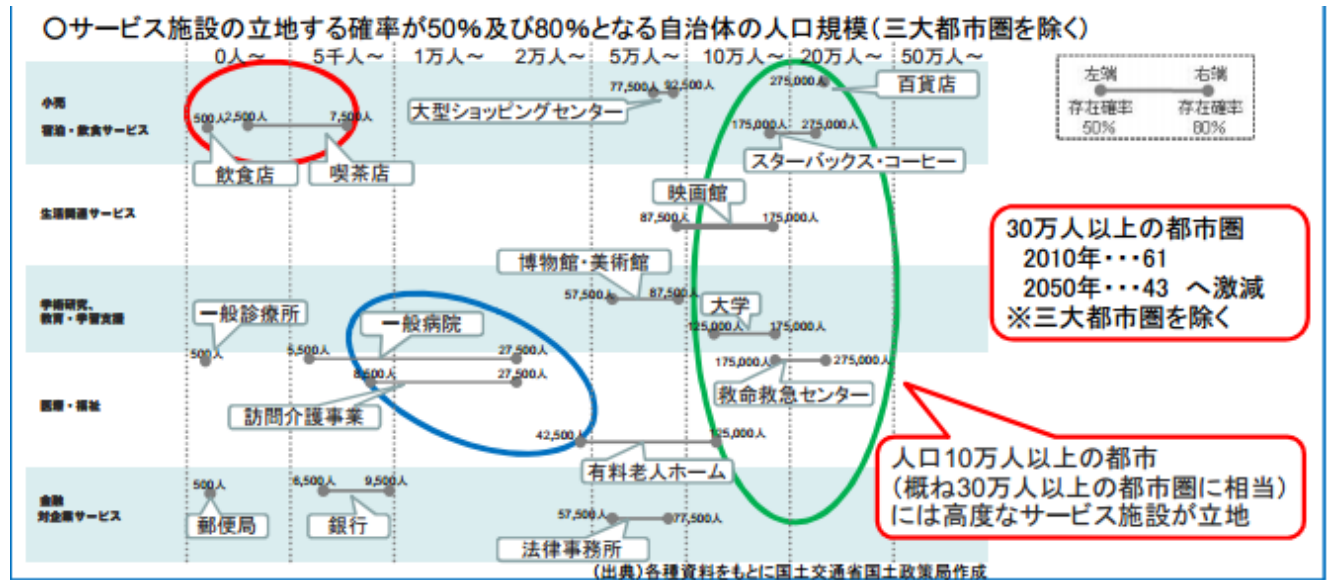 〇サービス施設の立地する確率が50%及び80%となる自治体の人口規模(三大都市圏を除く)
0人～ 5千人～ 1万人～ 2万人～ 5万人～ 10万人～ 20万人～ 50万人～
左端 右端
存在確率 存在確率
50% 80%
小売
宿泊・飲食サービス
500人 2,500人 7,500人
飲食店 喫茶店
77,500人 92,500人
大型ショッピングセンター
275,000人
百貨店
175,000人 275,000人
スターバックス・コーヒー
生活関連サービス
映画館
87,500人 175,000人
学術研究、
教育・学習支援
博物館・美術館
57,500人 87,500人
大学
125,000人 175,000人
医療・福祉
一般診療所
500人
一般病院
5,500人 27,500人
8,500人 27,500人
訪問介護事業
175,000人 275,000人
救命救急センター
42,500人 125,000人
有料老人ホーム
金融
対企業サービス
500人
郵便局
6,500人 9,500人
銀行
57,500人 77,500人
法律事務所
30万人以上の都市圏
2010年・・・61
2050年・・・43 へ激減
※三大都市圏を除く
人口10万人以上の都市
(概ね30万人以上の都市圏に相当)
には高度なサービス施設が立地
(出典)各種資料をもとに国土交通省国土政策局作成